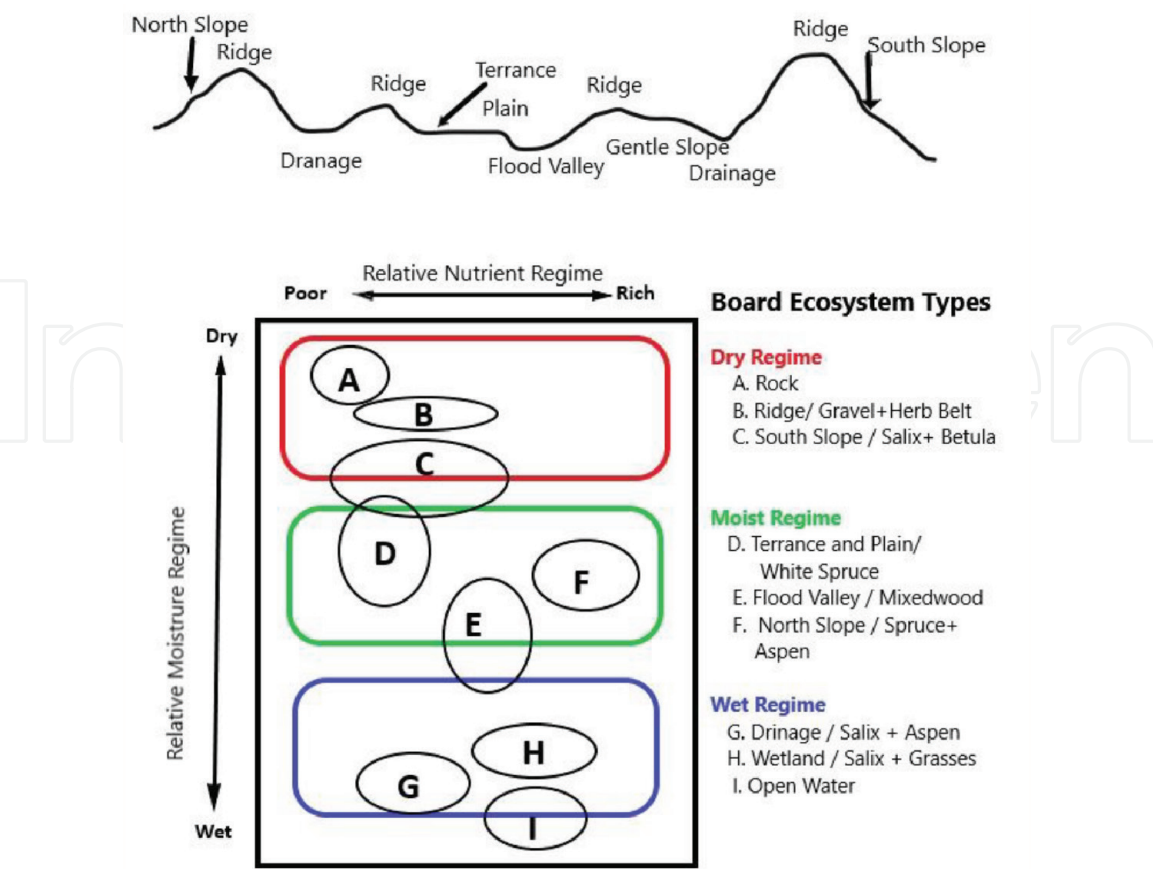 North Slope
Ridge
Ridge
Terrance
Plain
Ridge
Ridge
South Slope
Dranage
Flood Valley
Gentle Slope
Drainage
Relative Nutrient Regime
Poor
Rich
Board Ecosystem Types
Dry
Dry Regime
A. Rock
B. Ridge/ Gravel+Herb Belt
C. South Slope / Salix+ Betula
A
B
C
Moist Regime
D. Terrance and Plain/
White Spruce
E. Flood Valley / Mixedwood
F. North Slope / Spruce+
Aspen
D
F
E
Relative Moistrure Regime
Wet Regime
G. Drinage / Salix + Aspen
H. Wetland / Salix + Grasses
I. Open Water
H
G
I
Wet